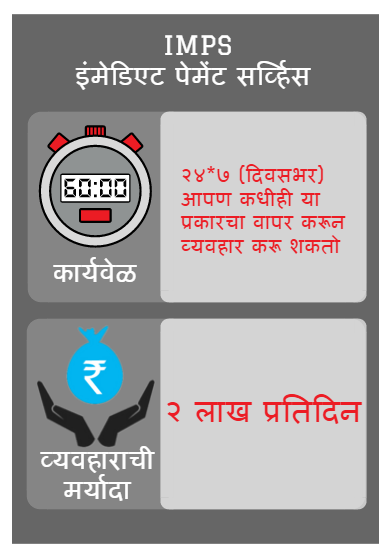 IMPS
इंमेडिएट पेमेंट सर्व्हिस
60:00
२४*७ (दिवसभर)
आपण कधीही या
प्रकारचा वापर करून
व्यवहार करू शकतो
कार्यवेळ
₹
२ लाख प्रतिदिन
व्यवहाराची
मर्यादा